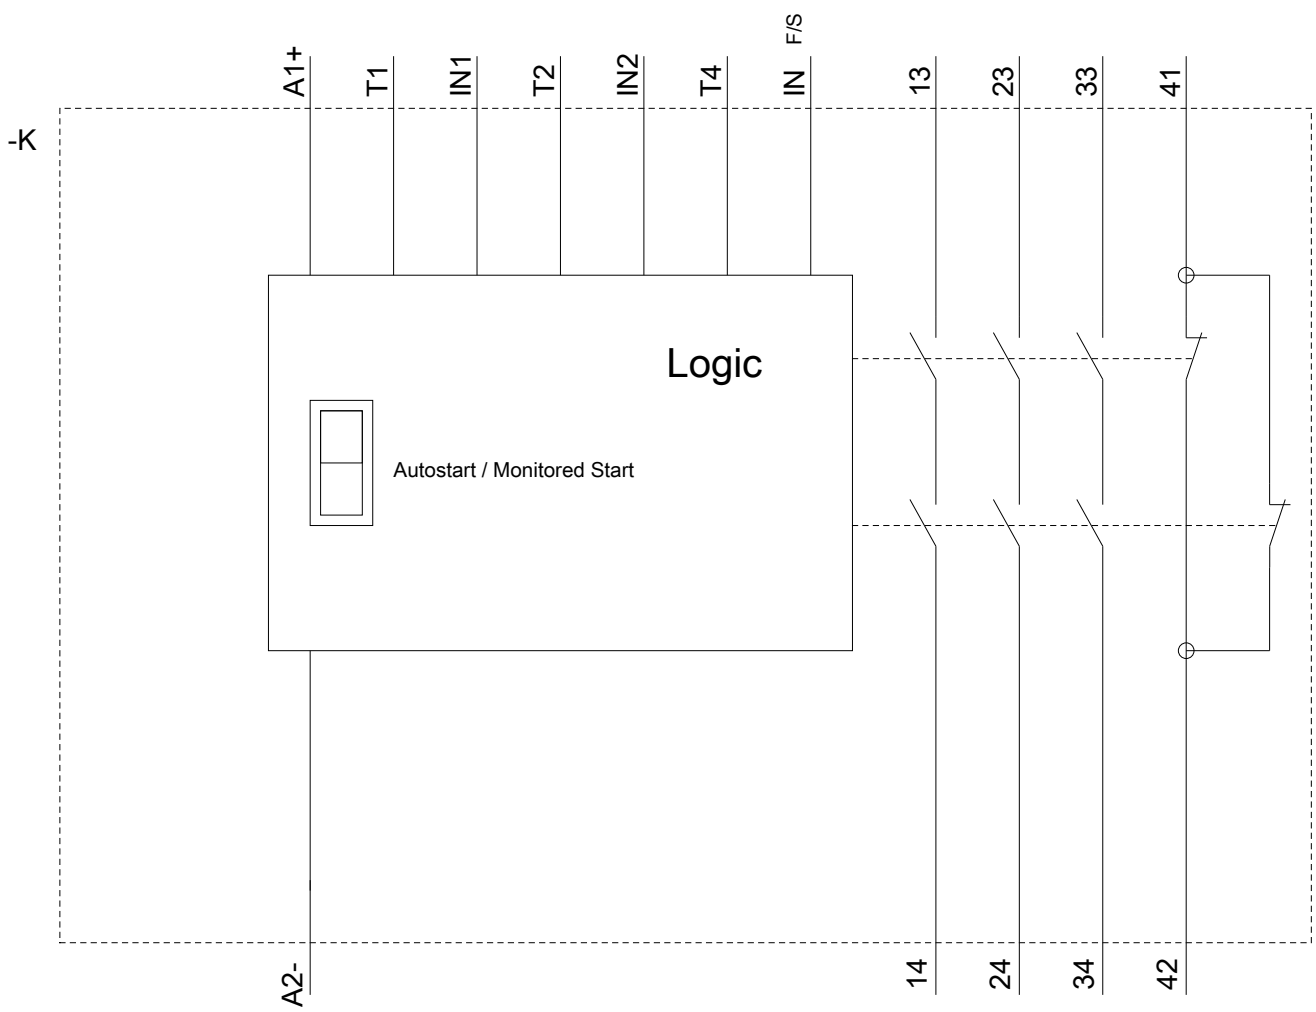 F/S
A1+
T1
IN1
T2
IN2
T4
IN
13
23
33
41
-K
Logic
Autostart / Monitored Start
A2-
14
24
34
42